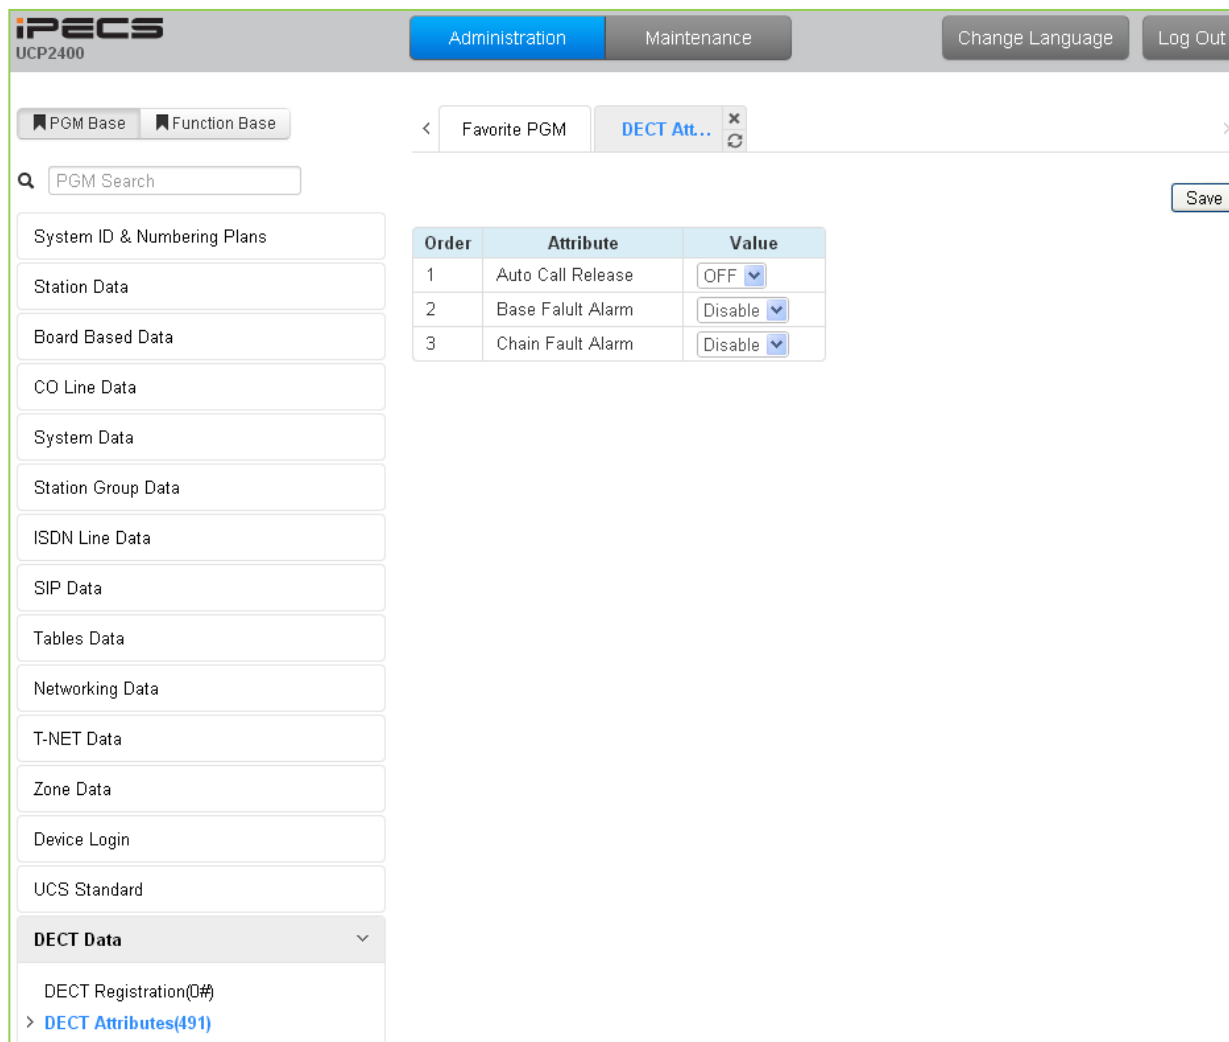 iPECS
UCP2400
Administration
Maintenance
Change Language
Log Out
PGM Base
Function Base
Favorite PGM
DECT Att...
PGM Search
Save
System ID & Numbering Plans
Station Data
Board Based Data
CO Line Data
System Data
Station Group Data
ISDN Line Data
SIP Data
Tables Data
Networking Data
T-NET Data
Zone Data
Device Login
UCS Standard
DECT Data
DECT Registration(0#)
DECT Attributes(491)
Order Attribute Value
1 Auto Call Release OFF
2 Base Falult Alarm Disable
3 Chain Fault Alarm Disable